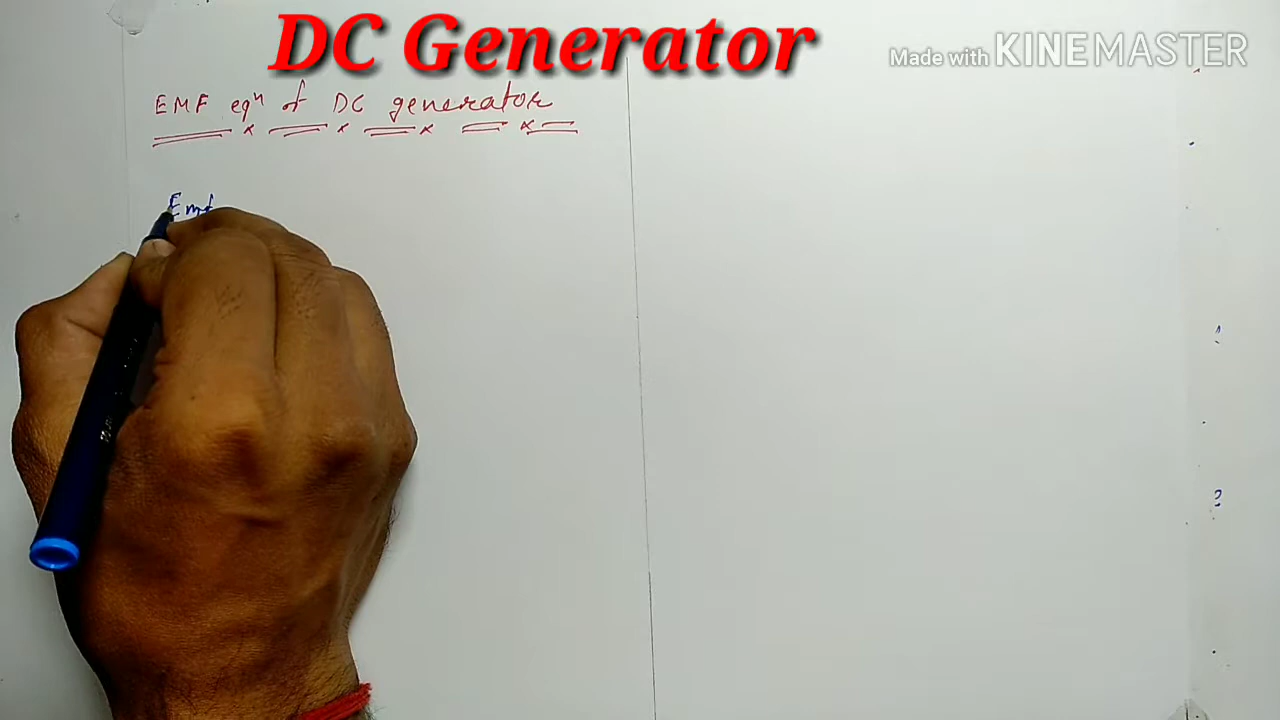 DC Generator
Made with KINEMASTER
EMF eqⁿ of DC generator
Emf